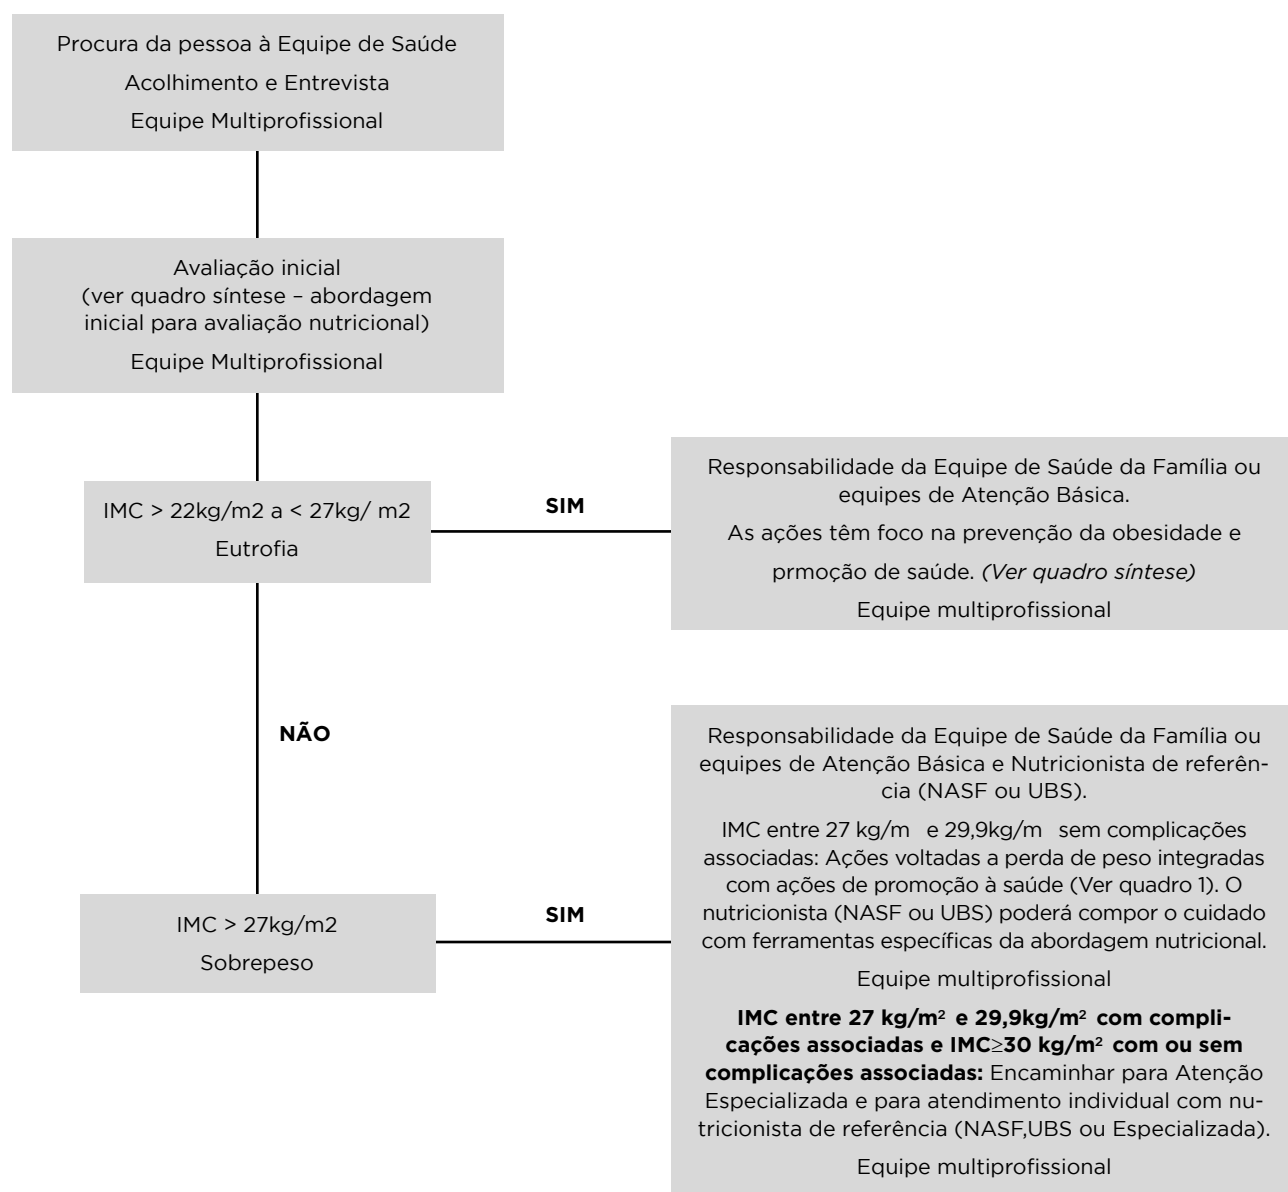 Procura da pessoa à Equipe de Saúde
Acolhimento e Entrevista
Equipe Multiprofissional
Avaliação inicial
(ver quadro síntese – abordagem
inicial para avaliação nutricional)
Equipe Multiprofissional
IMC > 22kg/m2 a < 27kg/ m2
Eutrofia
SIM
Responsabilidade da Equipe de Saúde da Família ou
equipes de Atenção Básica.
As ações têm foco na prevenção da obesidade e
prmoção de saúde. (Ver quadro síntese)
Equipe multiprofissional
NÃO
IMC > 27kg/m2
Sobrepeso
SIM
Responsabilidade da Equipe de Saúde da Família ou
equipes de Atenção Básica e Nutricionista de referên-
cia (NASF ou UBS).
IMC entre 27 kg/m e 29,9kg/m sem complicações
associadas: Ações voltadas a perda de peso integradas
com ações de promoção à saúde (Ver quadro 1). O
nutricionista (NASF ou UBS) poderá compor o cuidado
com ferramentas específicas da abordagem nutricional.
Equipe multiprofissional
IMC entre 27 kg/m² e 29,9kg/m² com compli-
cações associadas e IMC≥30 kg/m² com ou sem
complicações associadas: Encaminhar para Atenção
Especializada e para atendimento individual com nu-
tricionista de referência (NASF,UBS ou Especializada).
Equipe multiprofissional